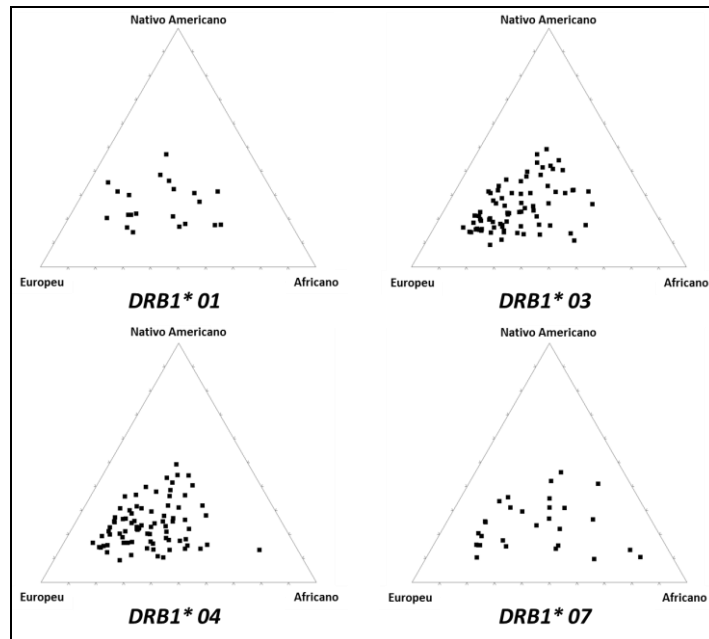 Nativo Americano
Nativo Americano
Europeu
Africano
Europeu
Africano
DRB1* 01
DRB1* 03
Nativo Americano
Nativo Americano
Europeu
Africano
Europeu
Africano
DRB1* 04
DRB1* 07